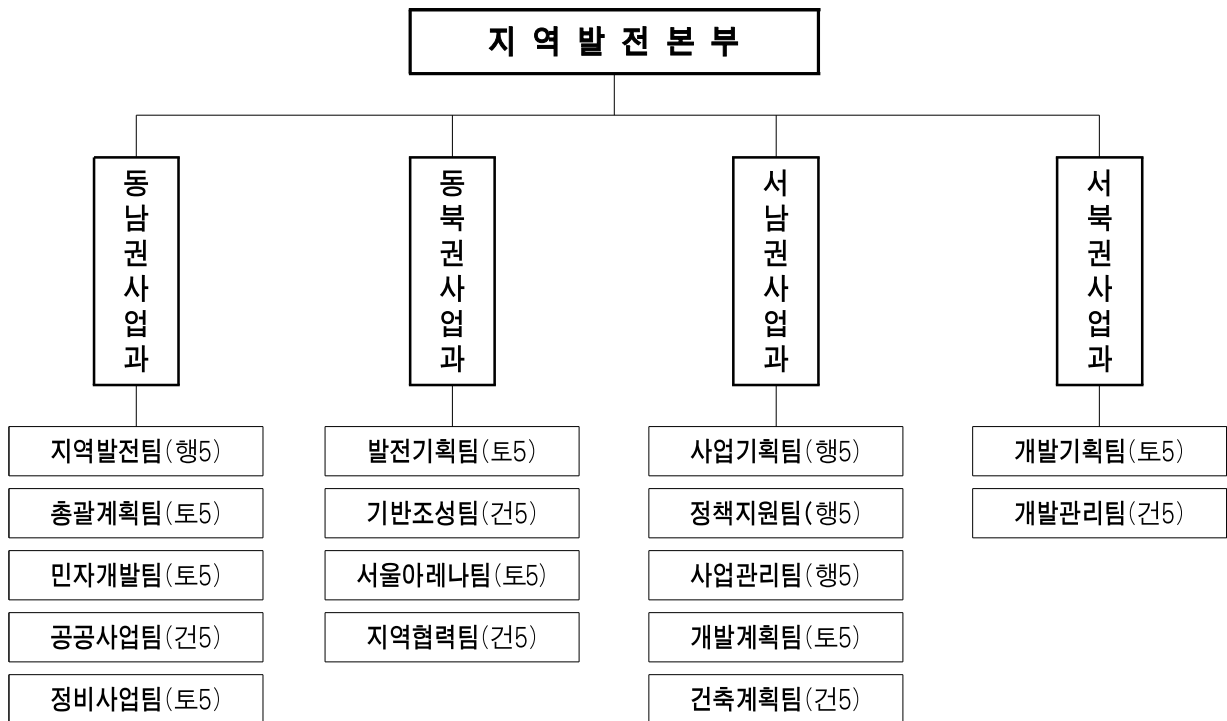 지 역 발 전 본 부
동남권사업과
동북권사업과
서남권사업과
서북권사업과
지역발전팀(행5)
총괄계획팀(토5)
민자개발팀(토5)
공공사업팀(건5)
정비사업팀(토5)
발전기획팀(토5)
기반조성팀(건5)
서울아레나팀(토5)
지역협력팀(건5)
사업기획팀(행5)
정책지원팀(행5)
사업관리팀(행5)
개발계획팀(토5)
건축계획팀(건5)
개발기획팀(토5)
개발관리팀(건5)